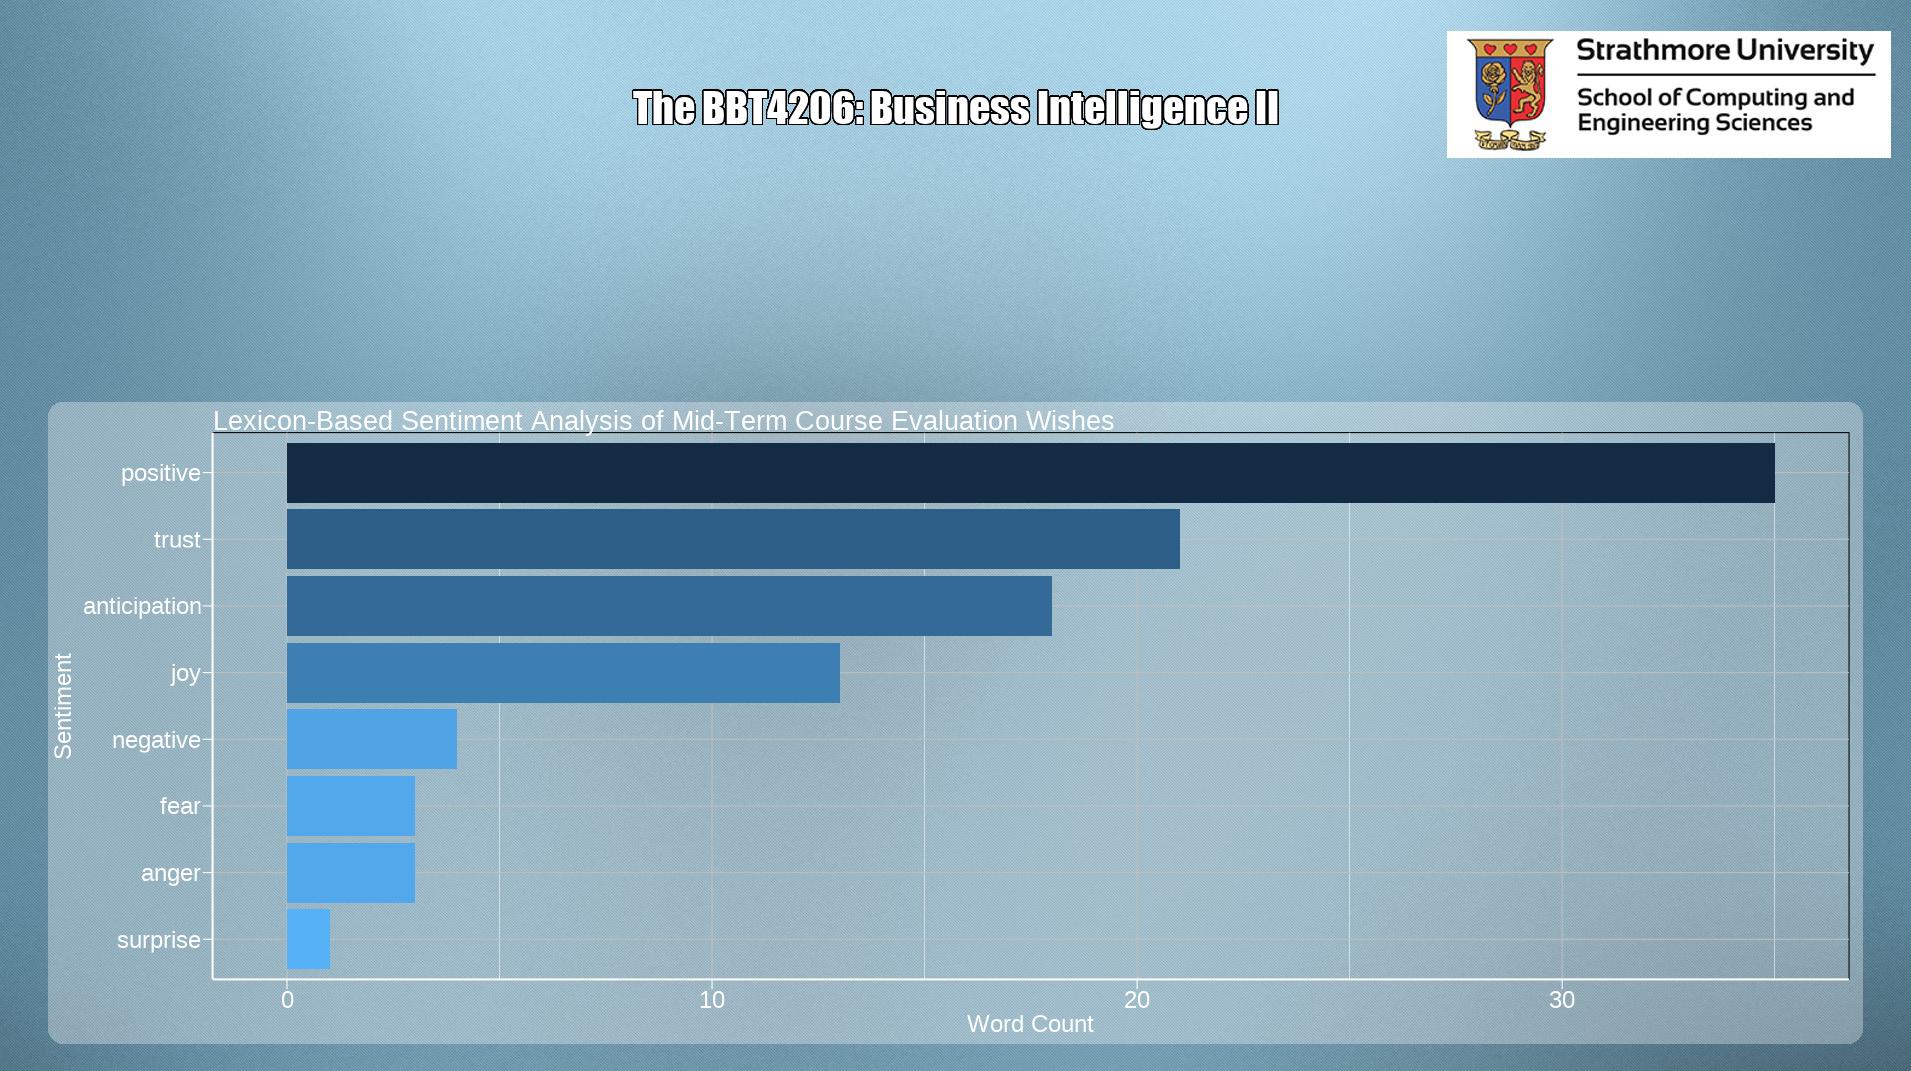 Strathmore University
School of Computing and
Engineering Sciences
The BBT4206: Business Intelligence II
Lexicon-Based Sentiment Analysis of Mid-Term Course Evaluation Wishes
positive
trust
anticipation
joy
negative
fear
anger
surprise
Sentiment
0 10 20 30
Word Count